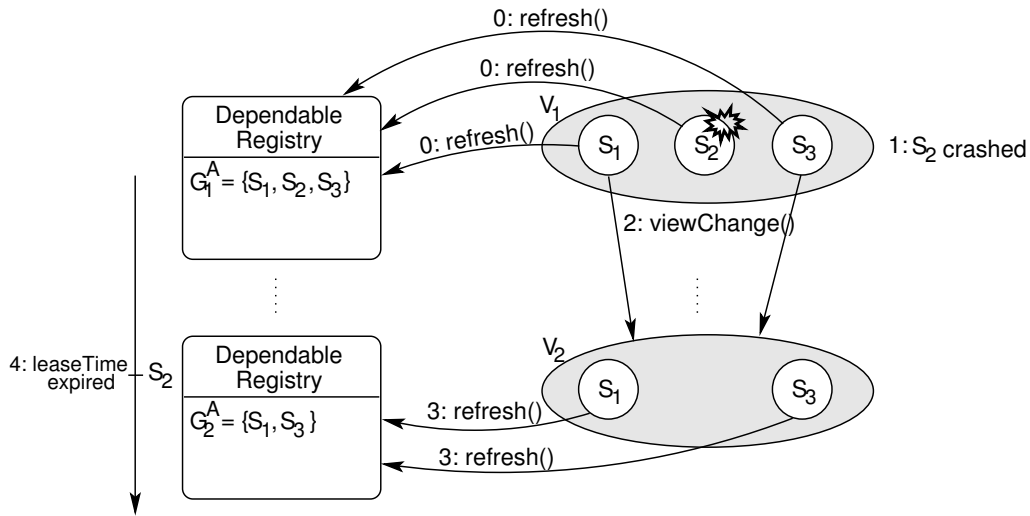 0: refresh()
0: refresh()
0: refresh()
Dependable
Registry
G₁ᴬ = {S₁, S₂, S₃}
V₁
S₁
S₂
S₃
1: S₂ crashed
2: viewChange()
4: leaseTime
expired
S₂
Dependable
Registry
G₂ᴬ = {S₁, S₃ }
V₂
S₁
S₃
3: refresh()
3: refresh()